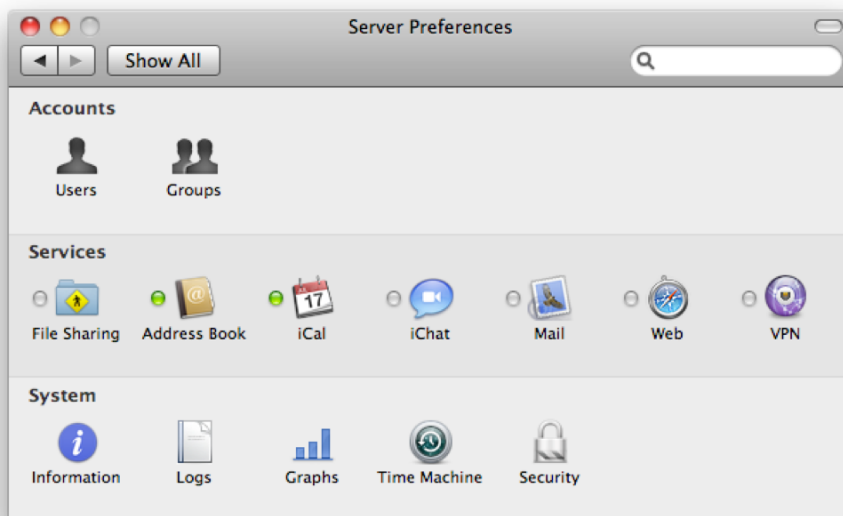 Server Preferences
Show All
Accounts
Users Groups
Services
17
File Sharing Address Book iCal iChat Mail Web VPN
System
Information Logs Graphs Time Machine Security